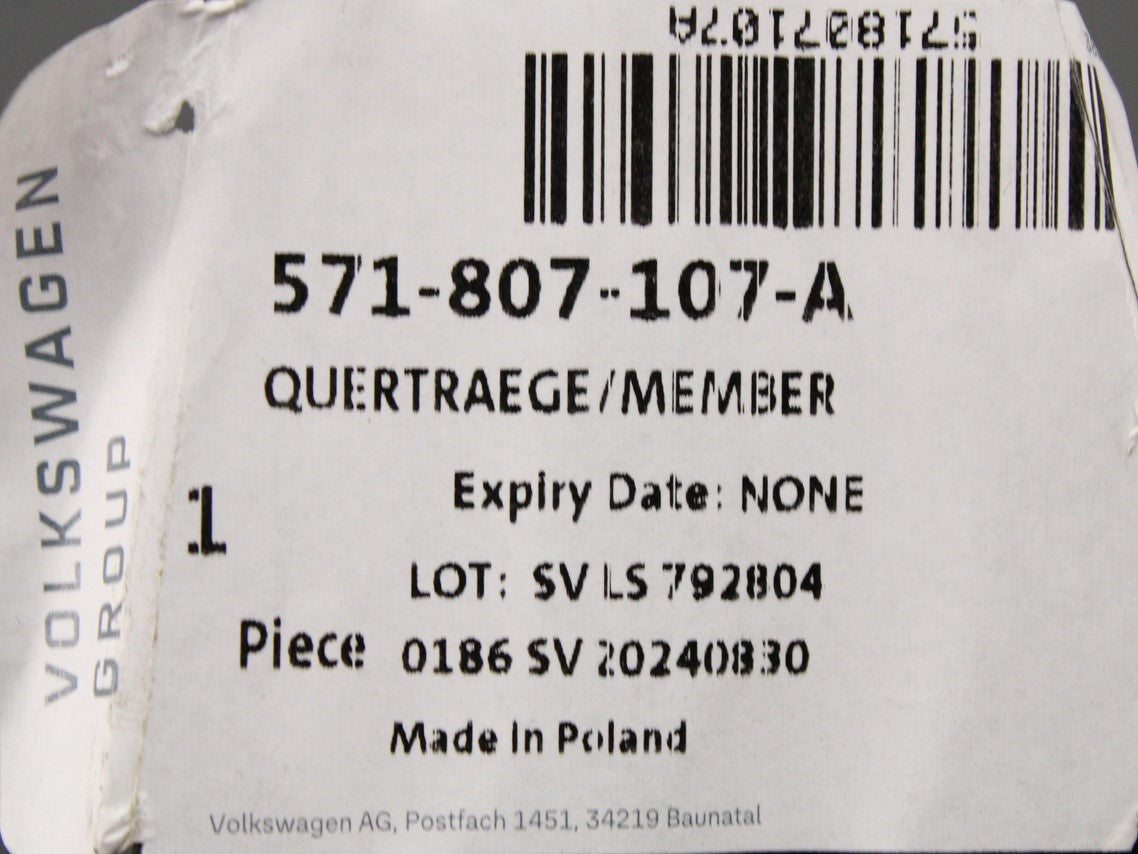 571807107A
571-807-107-A
QUERTRAEGE/MEMBER
1
Expiry Date: NONE
LOT: SV LS 792804
Piece
0186 SV 20240830
Made in Poland
Volkswagen AG, Postfach 1451, 34219 Baunatal
VOLKSWAGEN
GROUP